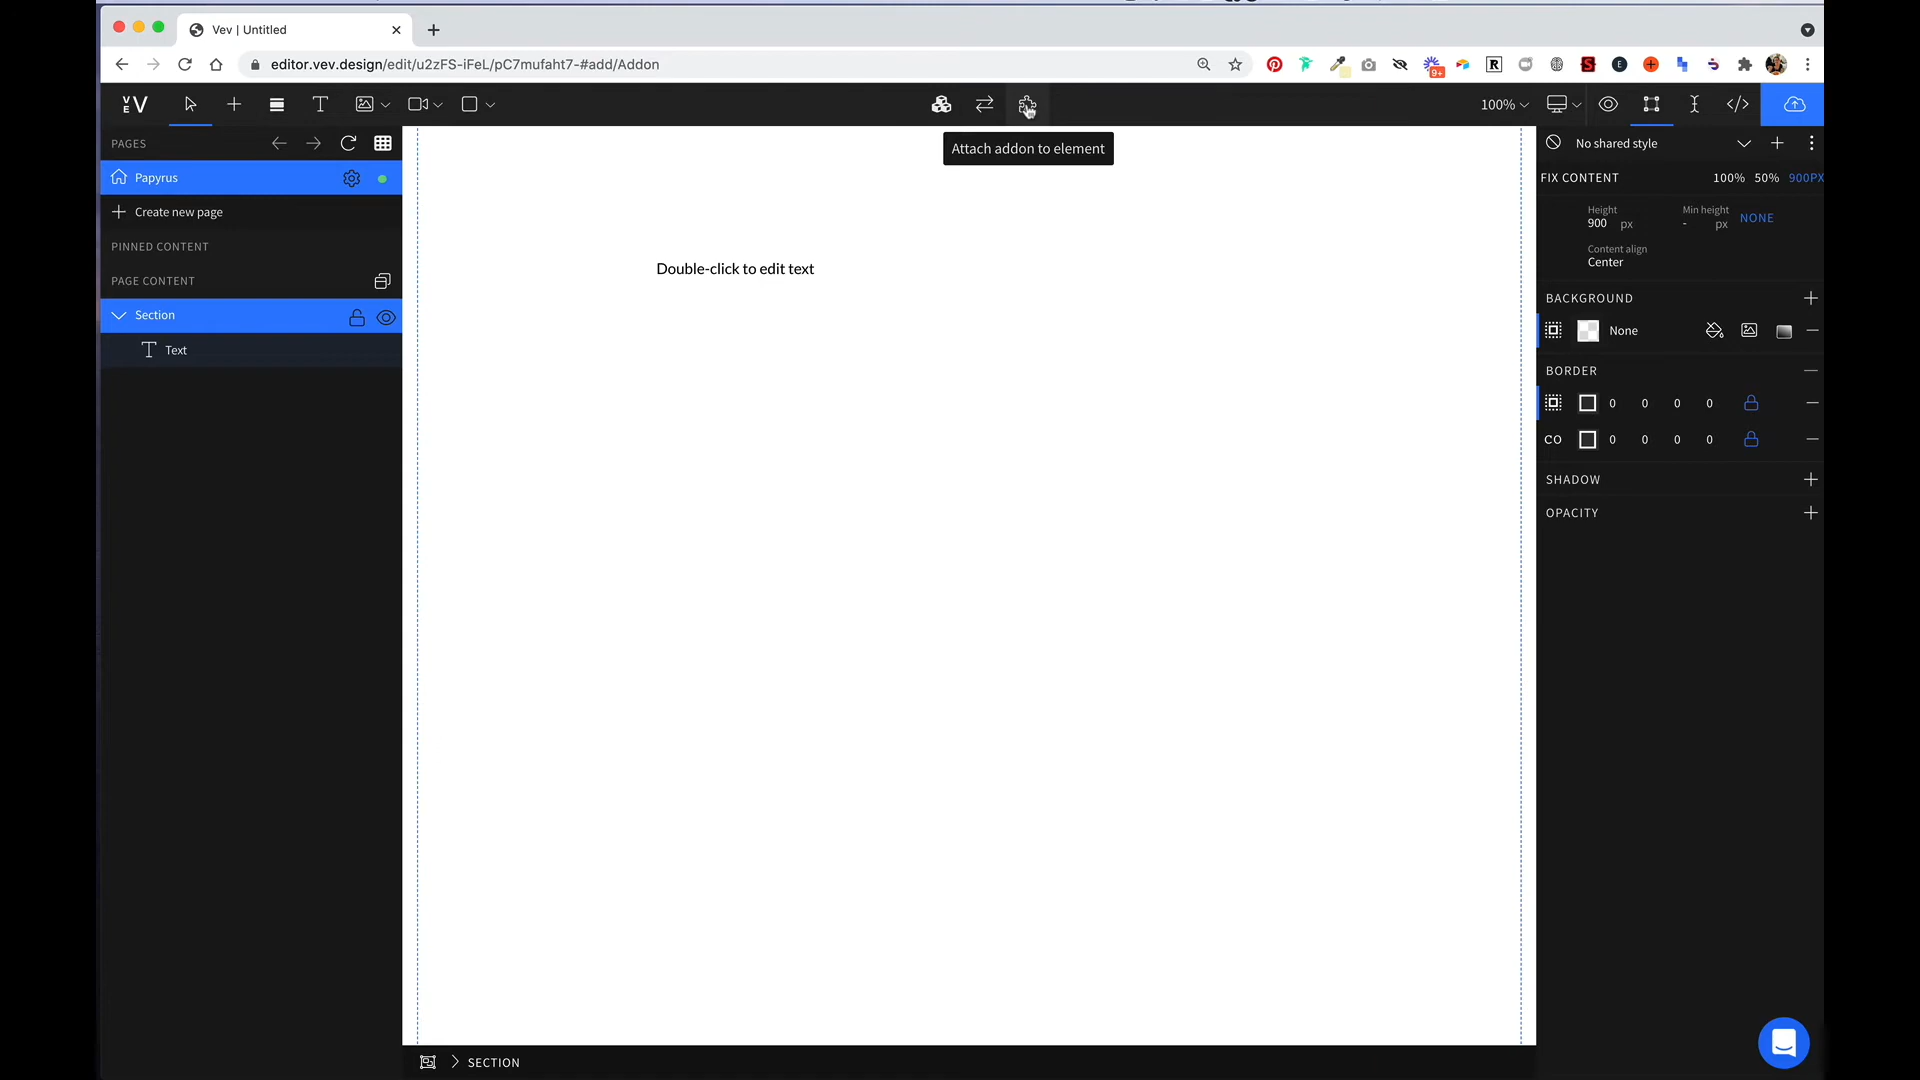 Vev | Untitled
editor.vev.design/edit/u2zFS-iFeL/pC7mufaht7-#add/Addon
9+
R
S
E
VEV
T
100%
</>
PAGES
Attach addon to element
No shared style
Papyrus
FIX CONTENT 100% 50% 900PX
Create new page
Height
900 px
Min height
- px
NONE
PINNED CONTENT
Content align
Center
PAGE CONTENT
Double-click to edit text
BACKGROUND
Section
None
T Text
BORDER
0 0 0 0
CO 0 0 0 0
SHADOW
OPACITY
SECTION